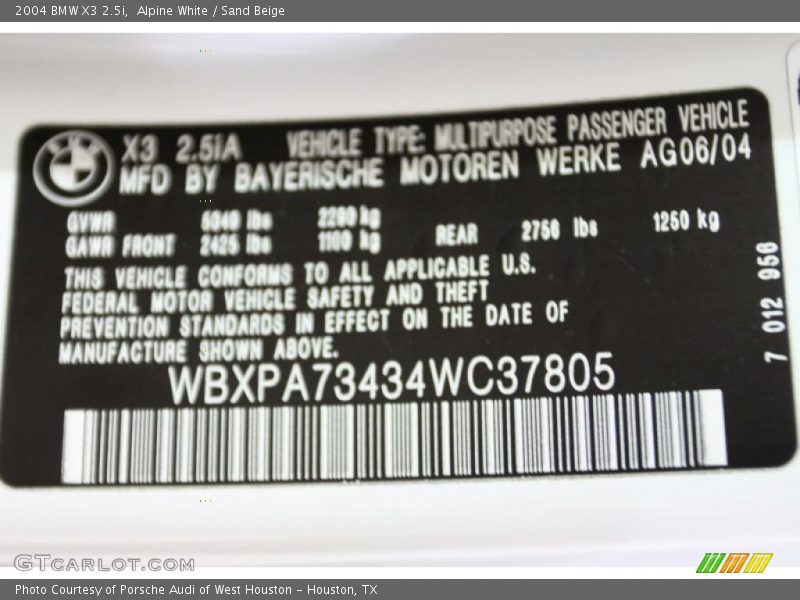 2004 BMW X3 2.5i,  Alpine White / Sand Beige
X3 2.5iA VEHICLE TYPE: MULTIPURPOSE PASSENGER VEHICLE
MFD BY BAYERISCHE MOTOREN WERKE AG 06/04
GVWR 5040 lbs 2290 kg
GAWR FRONT 2425 lbs 1100 kg REAR 2756 lbs 1250 kg
THIS VEHICLE CONFORMS TO ALL APPLICABLE U.S.
FEDERAL MOTOR VEHICLE SAFETY AND THEFT
PREVENTION STANDARDS IN EFFECT ON THE DATE OF
MANUFACTURE SHOWN ABOVE.
WBXPA73434WC37805
7 012 956
GTCARLOT.COM
Photo Courtesy of Porsche Audi of West Houston - Houston, TX